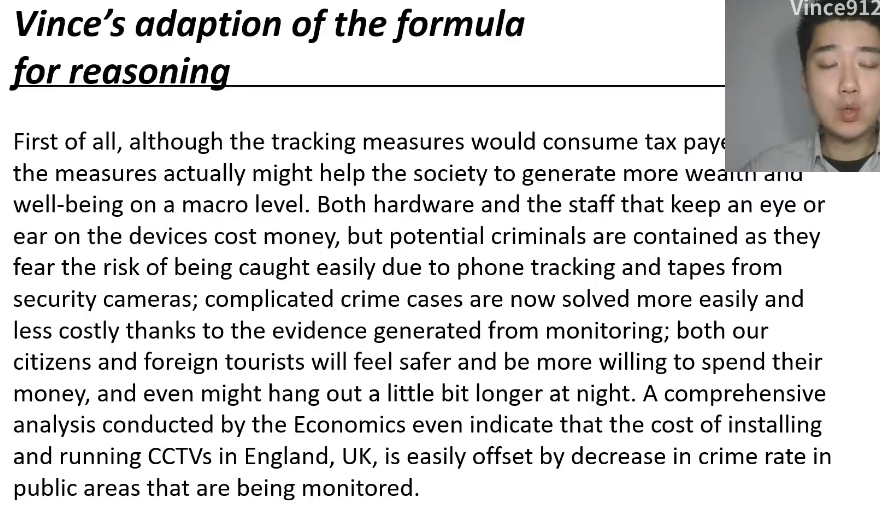 Vince's adaption of the formula
for reasoning
Vince912
First of all, although the tracking measures would consume tax
the measures actually might help the society to generate more wealth and
well-being on a macro level. Both hardware and the staff that keep an eye or
ear on the devices cost money, but potential criminals are contained as they
fear the risk of being caught easily due to phone tracking and tapes from
security cameras; complicated crime cases are now solved more easily and
less costly thanks to the evidence generated from monitoring; both our
citizens and foreign tourists will feel safer and be more willing to spend their
money, and even might hang out a little bit longer at night. A comprehensive
analysis conducted by the Economics even indicate that the cost of installing
and running CCTVs in England, UK, is easily offset by decrease in crime rate in
public areas that are being monitored.